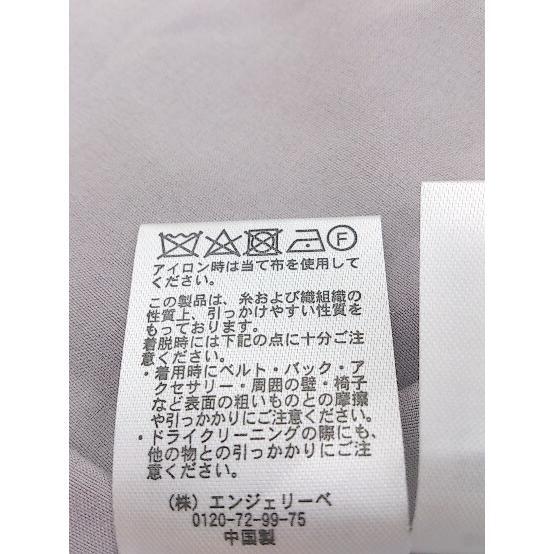 F
アイロン時は当て布を使用して
ください。
この製品は、糸および織組織の
性質上、引っかけやすい性質を
もっております。
着脱時には下記の点に十分ご注
意ください。
・着用時にベルト・バック・ア
クセサリー・周囲の壁・椅子
など表面の粗いものとの摩擦
や引っかかりにご注意ください。
・ドライクリーニングの際にも、
他の物との引っかかりにご注
意ください。
(株) エンジェリーベ
0120-72-99-75
中国製